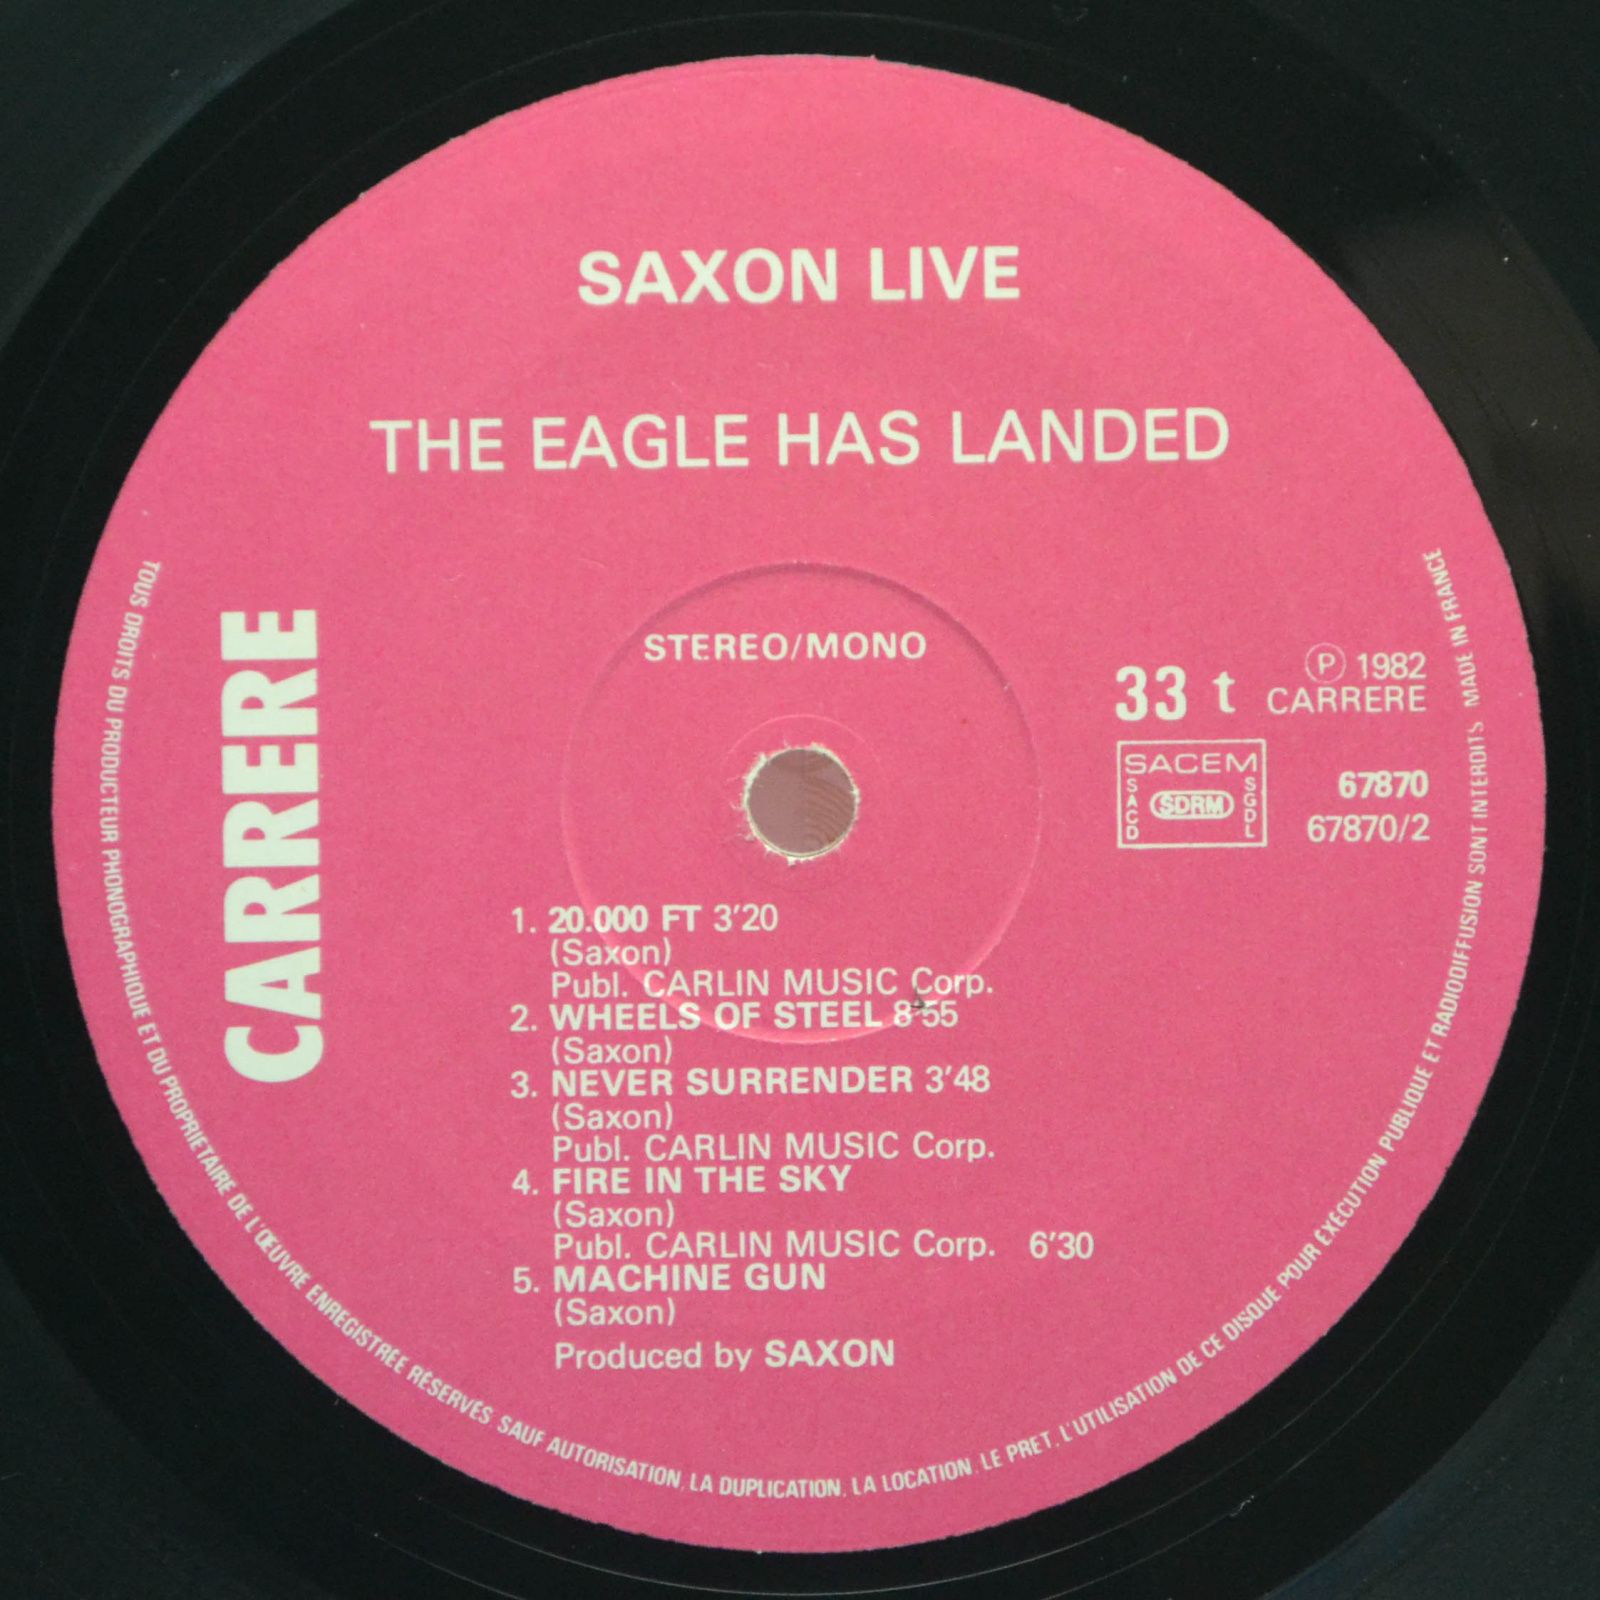 SAXON LIVE
THE EAGLE HAS LANDED
STEREO/MONO
CARRERE
33 t
Ⓟ 1982
CARRERE
SACEM
SACD
SDRM
SGDL
67870
67870/2
1. 20.000 FT 3'20
(Saxon)
Publ. CARLIN MUSIC Corp.
2. WHEELS OF STEEL 8'55
(Saxon)
3. NEVER SURRENDER 3'48
(Saxon)
Publ. CARLIN MUSIC Corp.
4. FIRE IN THE SKY
(Saxon)
Publ. CARLIN MUSIC Corp. 6'30
5. MACHINE GUN
(Saxon)
Produced by SAXON
TOUS DROITS DU PRODUCTEUR PHONOGRAPHIQUE ET DU PROPRIETAIRE DE L'ŒUVRE ENREGISTRÉE RÉSERVÉS SAUF AUTORISATION, LA DUPLICATION, LA LOCATION, LE PRET, L'UTILISATION DE CE DISQUE POUR EXÉCUTION PUBLIQUE ET RADIODIFFUSION SONT INTERDITS MADE IN FRANCE